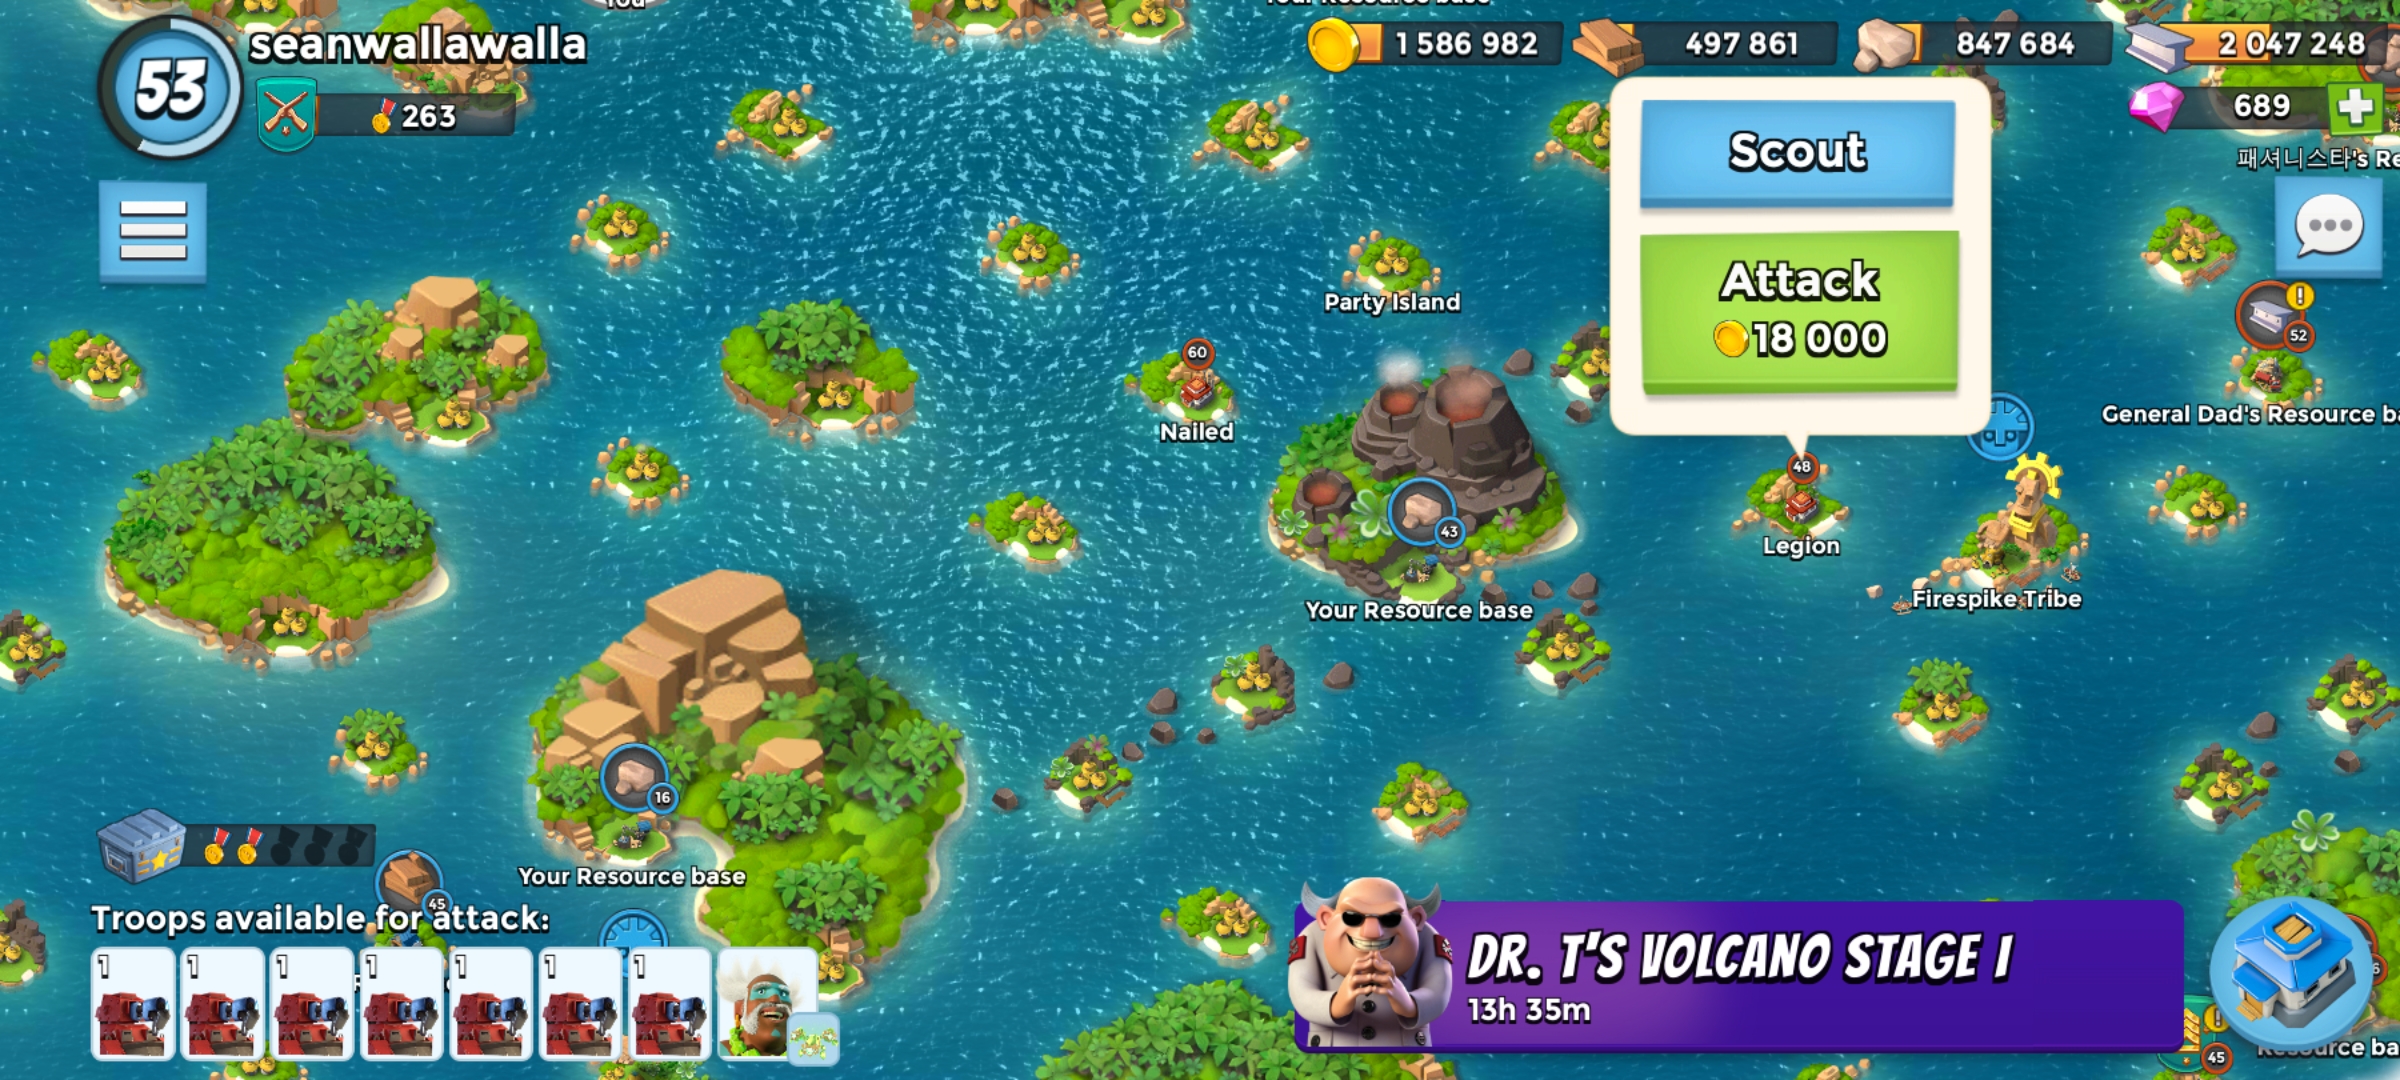 You
53
seanwallawalla
263
1 586 982
497 861
847 684
2 047 248
689
패셔니스타's Re
Scout
Attack
18 000
Party Island
60
Nailed
52
General Dad's Resource ba
48
Legion
Firespike Tribe
43
Your Resource base
16
Your Resource base
45
Troops available for attack:
1
1
1
1
1
1
1
DR. T'S VOLCANO STAGE I
13h 35m
45
Resource ba